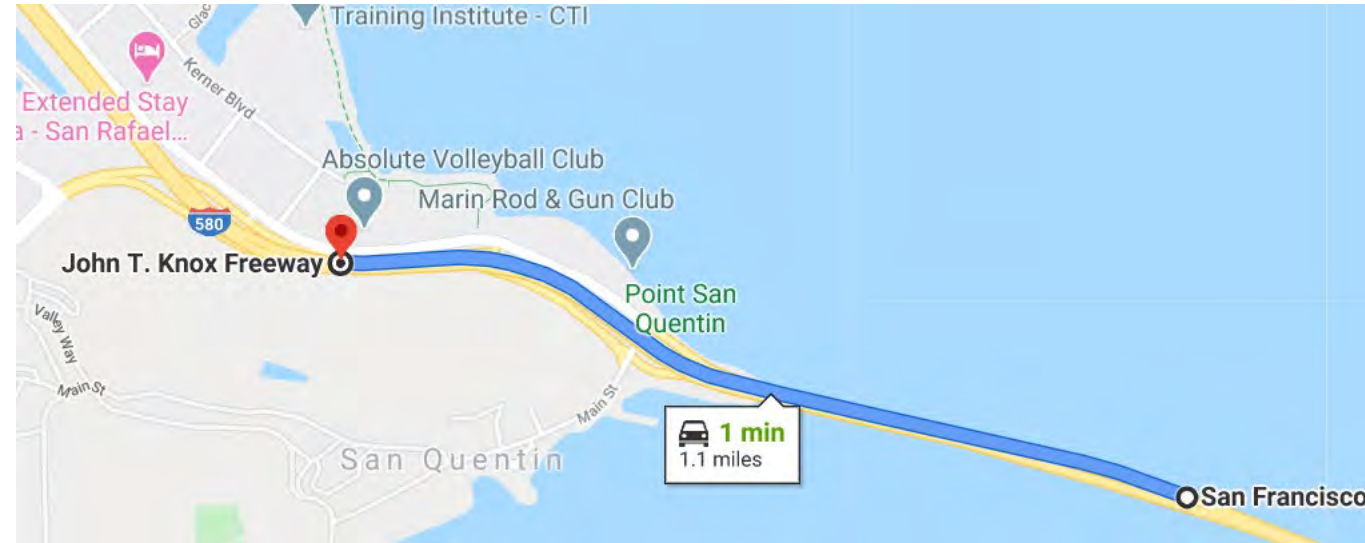 Training Institute - CTI
Glac
Kerner Blvd
Extended Stay
a - San Rafael...
Absolute Volleyball Club
Marin Rod & Gun Club
580
John T. Knox Freeway
Point San
Quentin
Valley Way
Main St
Main St
1 min
1.1 miles
San Quentin
San Francisco